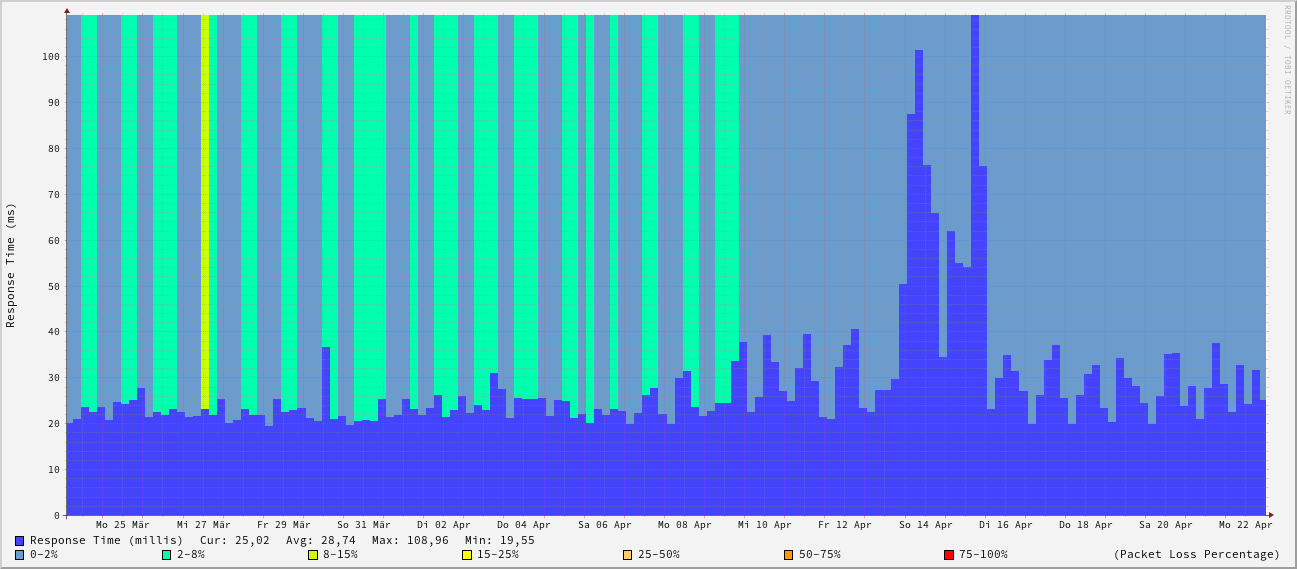 RRDTOOL / TOBI OETIKER
Response Time (ms)
100
90
80
70
60
50
40
30
20
10
0
Mo 25 Mär Mi 27 Mär Fr 29 Mär So 31 Mär Di 02 Apr Do 04 Apr Sa 06 Apr Mo 08 Apr Mi 10 Apr Fr 12 Apr So 14 Apr Di 16 Apr Do 18 Apr Sa 20 Apr Mo 22 Apr
Response Time (millis) Cur: 25,02 Avg: 28,74 Max: 108,96 Min: 19,55
0-2% 2-8% 8-15% 15-25% 25-50% 50-75% 75-100% (Packet Loss Percentage)